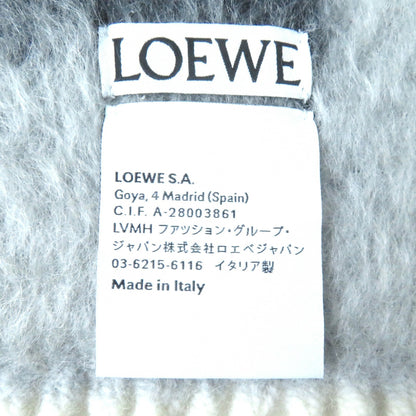 LOEWE
LOEWE S.A.
Goya, 4 Madrid (Spain)
C.I.F. A-28003861
LVMH ファッション・グループ・
ジャパン株式会社ロエベジャパン
03-6215-6116 イタリア製
Made in Italy